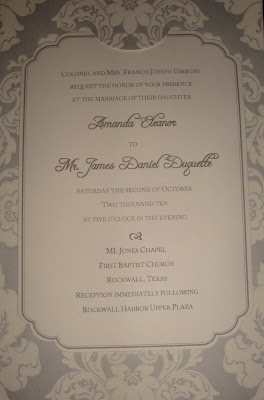 Colonel and Mrs. Francis Joseph Gibbons
request the honor of your presence
at the marriage of their daughter
Amanda Eleanor
to
Mr. James Daniel Duquette
Saturday the second of October
Two thousand ten
at five o'clock in the evening
ML Jones Chapel
First Baptist Church
Rockwall, Texas
Reception immediately following
Rockwall Harbor Upper Plaza